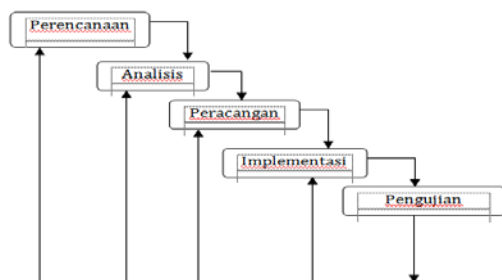 Perencanaan
Analisis
Peracangan
Implementasi
Pengujian